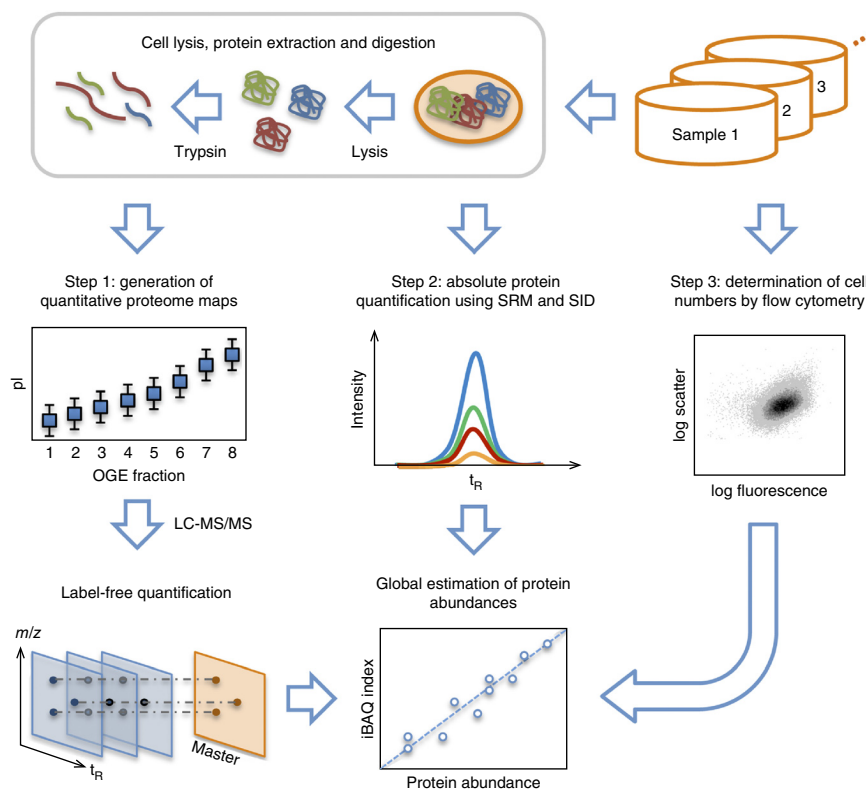 Cell lysis, protein extraction and digestion
Trypsin
Lysis
Sample 1
2
3
Step 1: generation of
quantitative proteome maps
pI
1 2 3 4 5 6 7 8
OGE fraction
LC-MS/MS
Step 2: absolute protein
quantification using SRM and SID
Intensity
tR
Step 3: determination of cell
numbers by flow cytometry
log scatter
log fluorescence
Label-free quantification
m/z
tR
Master
Global estimation of protein
abundances
iBAQ index
Protein abundance